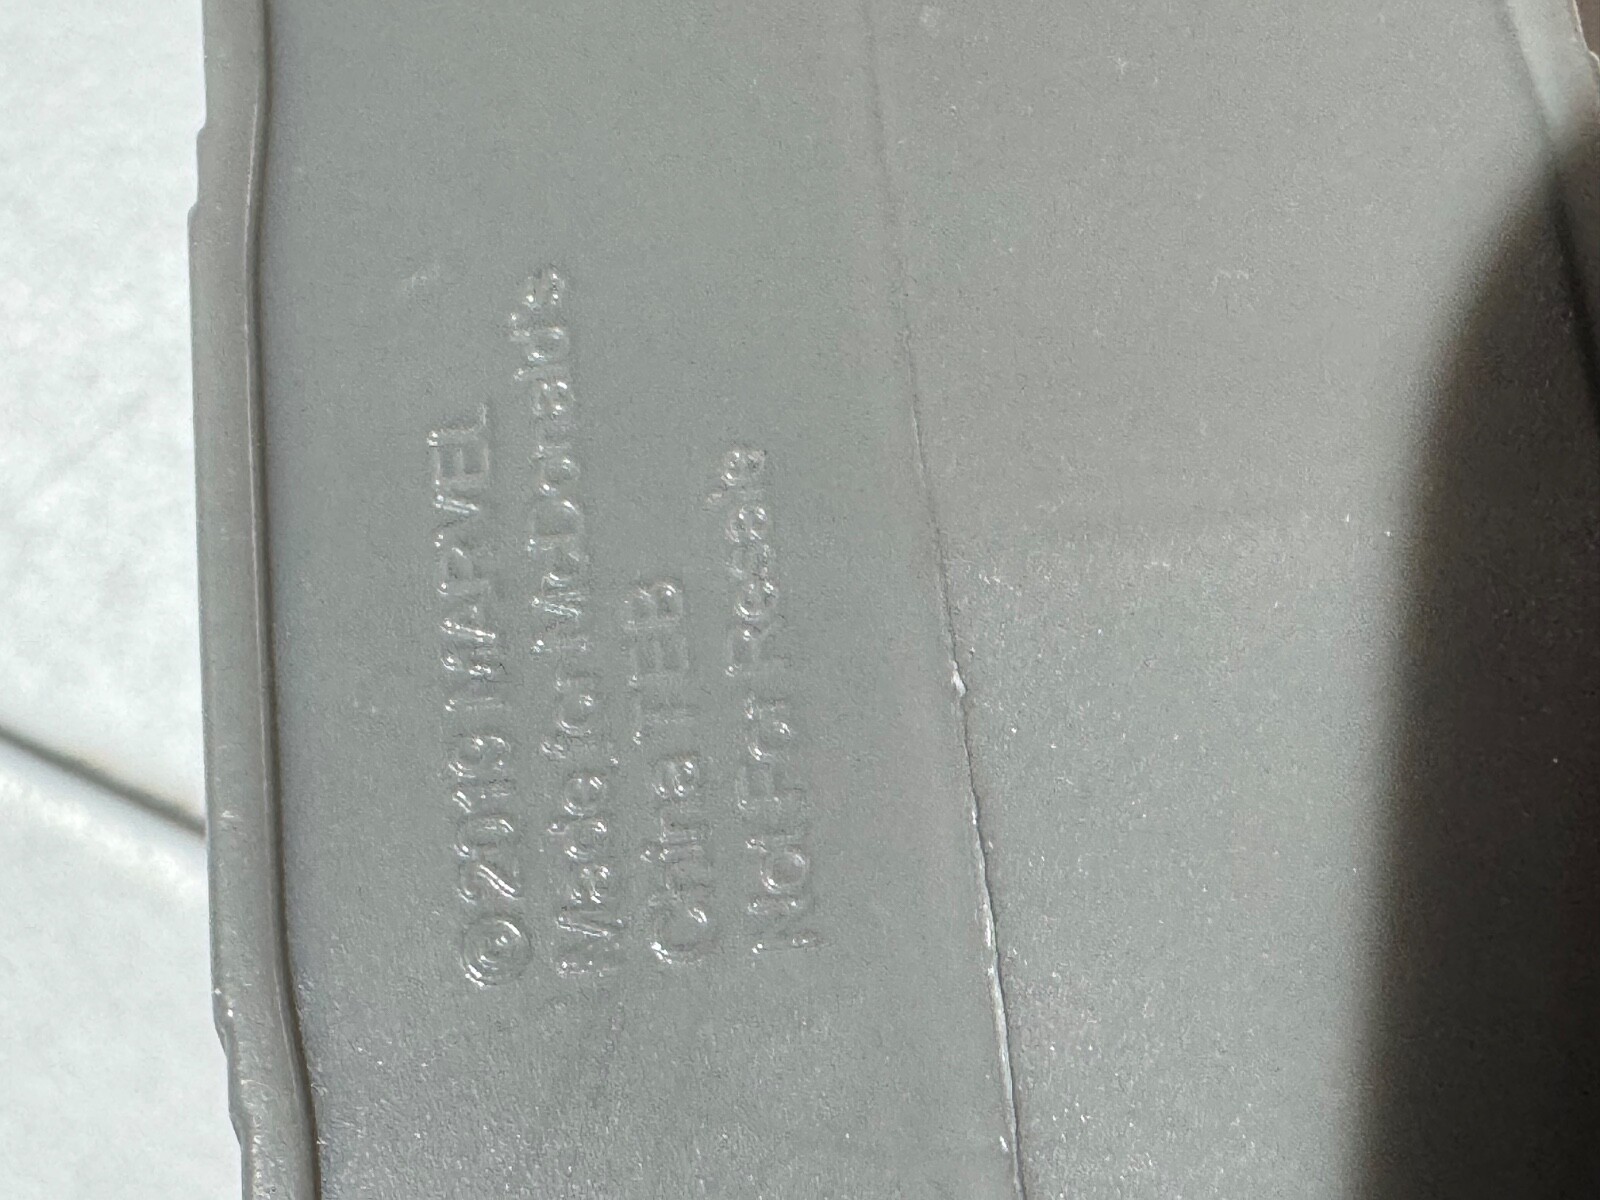 ©2019 MARVEL
Made for McDonald's
China TEB
Not For Resale